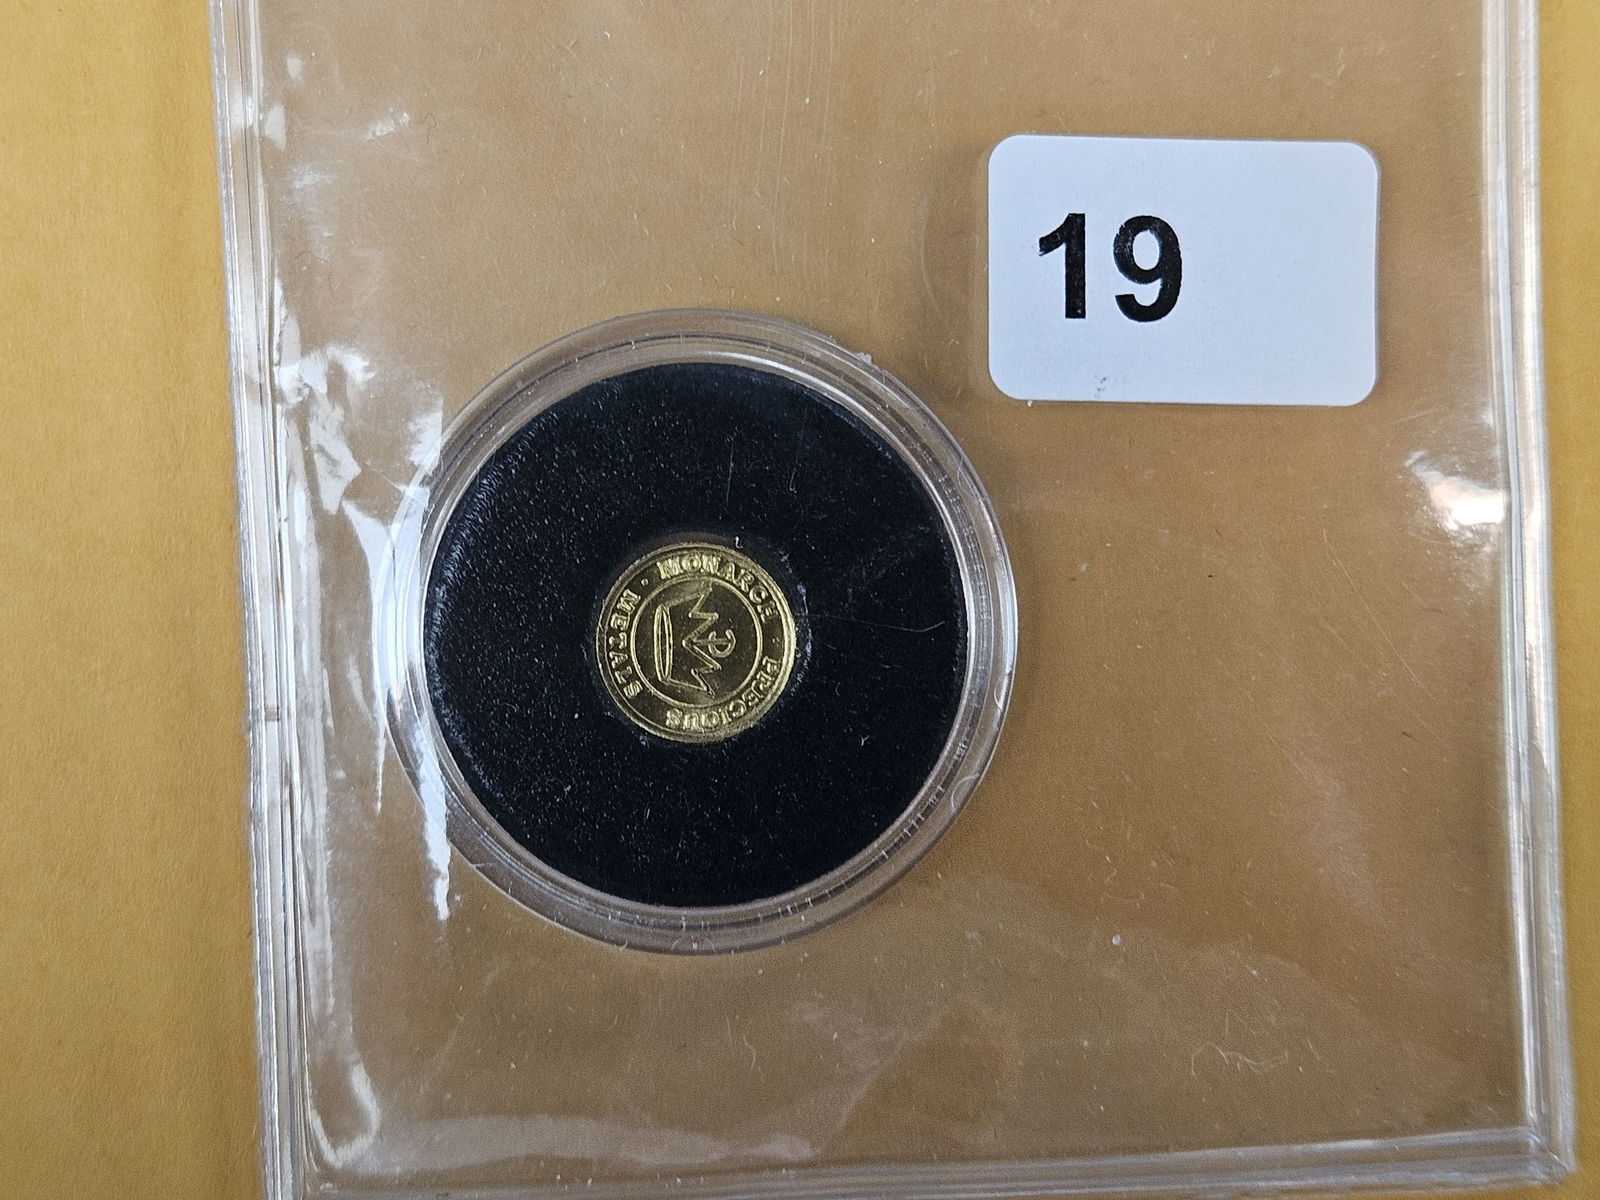 19
MONARCH · PRECIOUS METALS ·
MPM